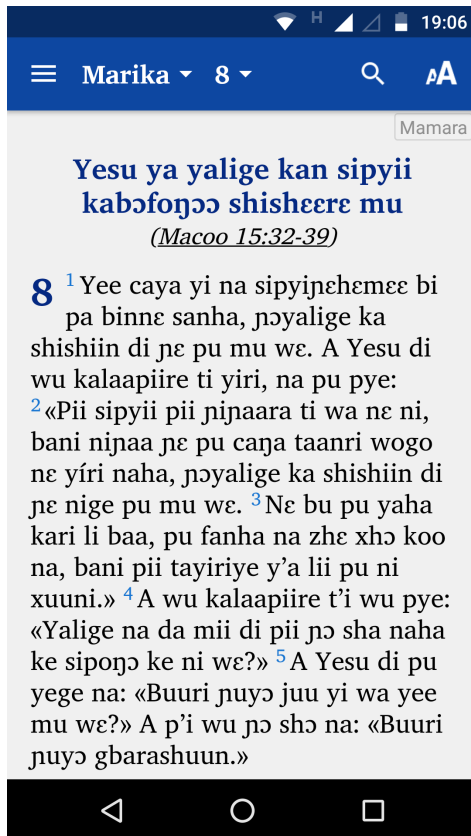 H 19:06
Marika 8 AA
Mamara
Yesu ya yalige kan sipyii
kabɔfoŋɔɔ shishɛɛrɛ mu
(Macoo 15:32-39)
8 1 Yee caya yi na sipyiɲɛhɛmɛɛ bi
pa binnɛ sanha, ɲɔyalige ka
shishiin di ɲɛ pu mu wɛ. A Yesu di
wu kalaapiire ti yiri, na pu pye:
2 «Pii sipyii pii ɲiɲaara ti wa nɛ ni,
bani niɲaa ɲɛ pu caŋa taanri wogo
nɛ yíri naha, ɲɔyalige ka shishiin di
ɲɛ nige pu mu wɛ. 3 Nɛ bu pu yaha
kari li baa, pu fanha na zhɛ xhɔ koo
na, bani pii tayiriye y’a lii pu ni
xuuni.» 4 A wu kalaapiire t’i wu pye:
«Yalige na da mii di pii ɲɔ sha naha
ke sipoŋɔ ke ni wɛ?» 5 A Yesu di pu
yege na: «Buuri ɲuyɔ juu yi wa yee
mu wɛ?» A p’i wu ɲɔ shɔ na: «Buuri
ɲuyɔ gbarashuun.»